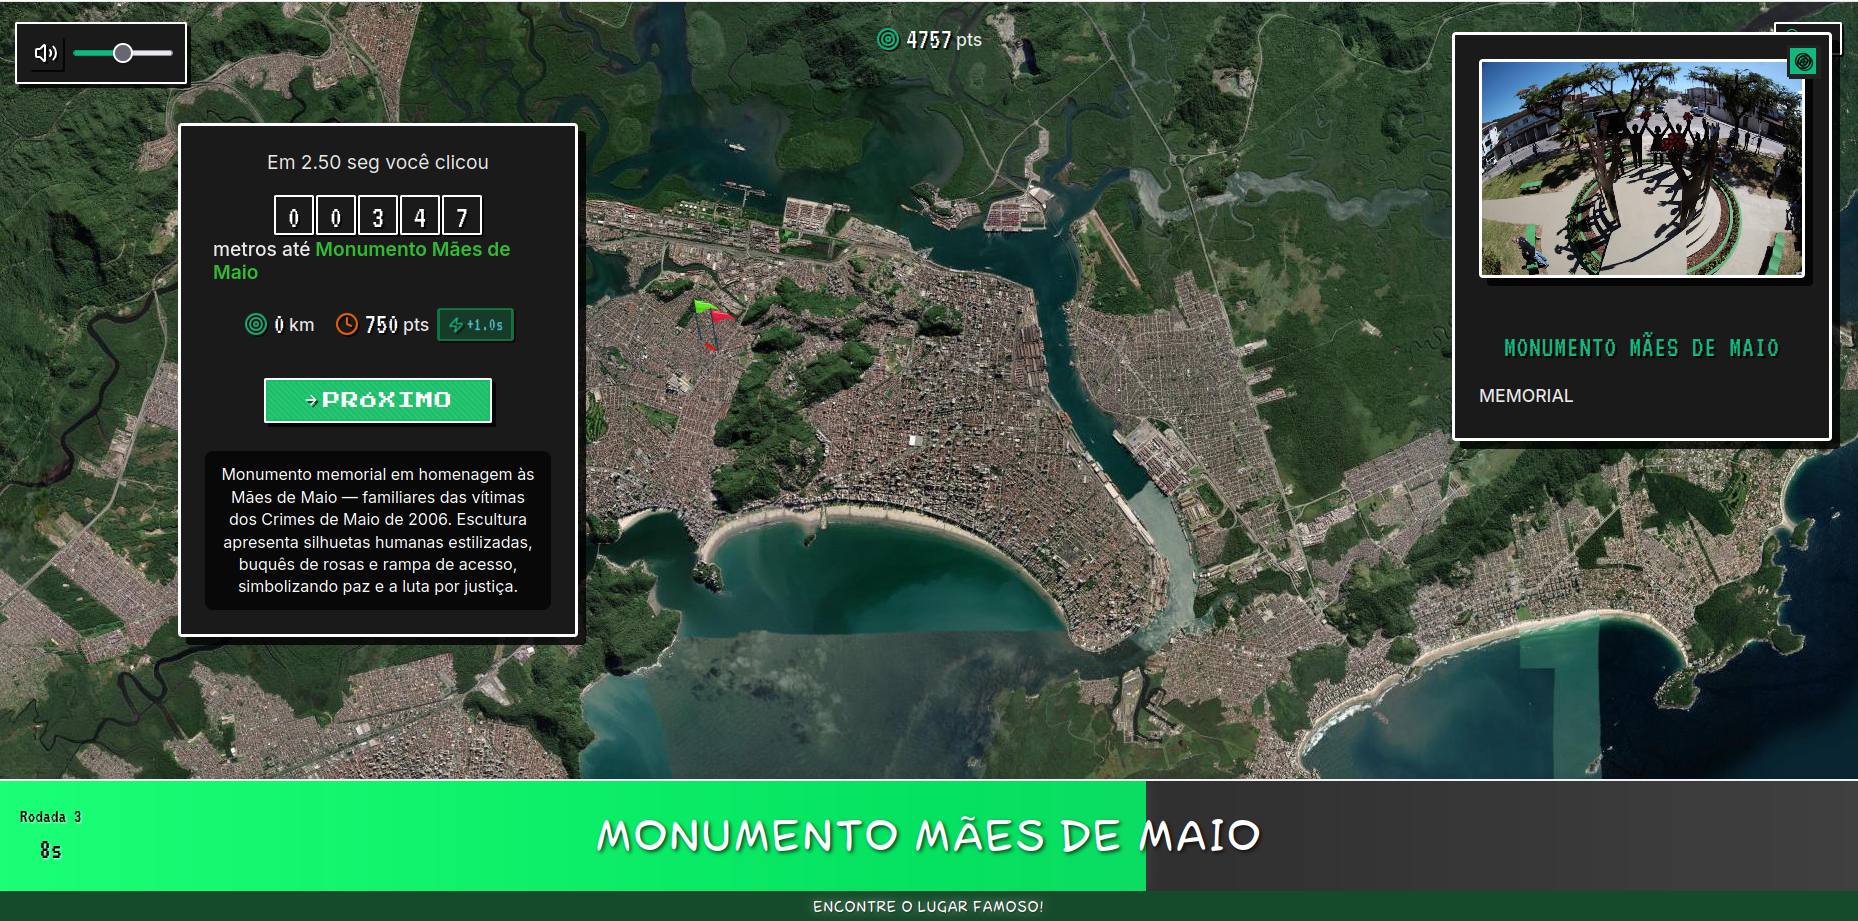 4757 pts
Em 2.50 seg você clicou
0 0 3 4 7
metros até Monumento Mães de
Maio
0 km 750 pts +1.0s
→ PRóXIMO
Monumento memorial em homenagem às
Mães de Maio — familiares das vítimas
dos Crimes de Maio de 2006. Escultura
apresenta silhuetas humanas estilizadas,
buquês de rosas e rampa de acesso,
simbolizando paz e a luta por justiça.
MONUMENTO MÃES DE MAIO
MEMORIAL
Rodada 3
8s
MONUMENTO MÃES DE MAIO
ENCONTRE O LUGAR FAMOSO!